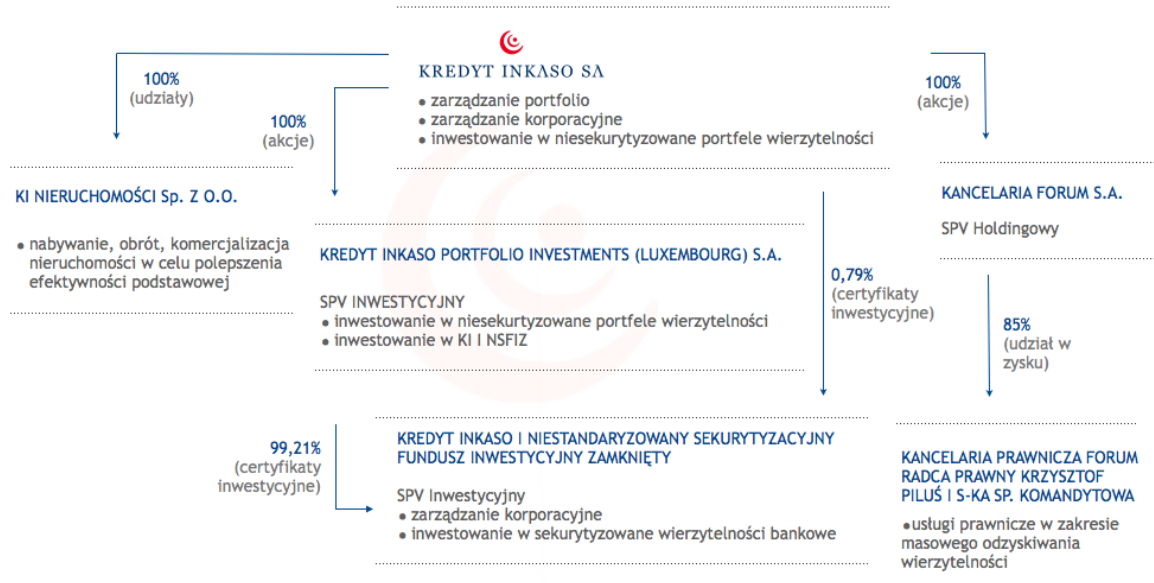 KREDYT INKASO SA
• zarządzanie portfolio
• zarządzanie korporacyjne
• inwestowanie w niesekurytyzowane portfele wierzytelności
100%
(udziały)
100%
(akcje)
100%
(akcje)
KI NIERUCHOMOŚCI Sp. Z O.O.
• nabywanie, obrót, komercjalizacja
nieruchomości w celu polepszenia
efektywności podstawowej
KREDYT INKASO PORTFOLIO INVESTMENTS (LUXEMBOURG) S.A.
SPV INWESTYCYJNY
• inwestowanie w niesekurtyzowane portfele wierzytelności
• inwestowanie w KI I NSFIZ
0,79%
(certyfikaty
inwestycyjne)
KANCELARIA FORUM S.A.
SPV Holdingowy
85%
(udział w
zysku)
99,21%
(certyfikaty
inwestycyjne)
KREDYT INKASO I NIESTANDARYZOWANY SEKURYTYZACYJNY
FUNDUSZ INWESTYCYJNY ZAMKNIĘTY
SPV Inwestycyjny
• zarządzanie korporacyjne
• inwestowanie w sekurytyzowane wierzytelności bankowe
KANCELARIA PRAWNICZA FORUM
RADCA PRAWNY KRZYSZTOF
PILUŚ I S-KA SP. KOMANDYTOWA
•usługi prawnicze w zakresie
masowego odzyskiwania
wierzytelności